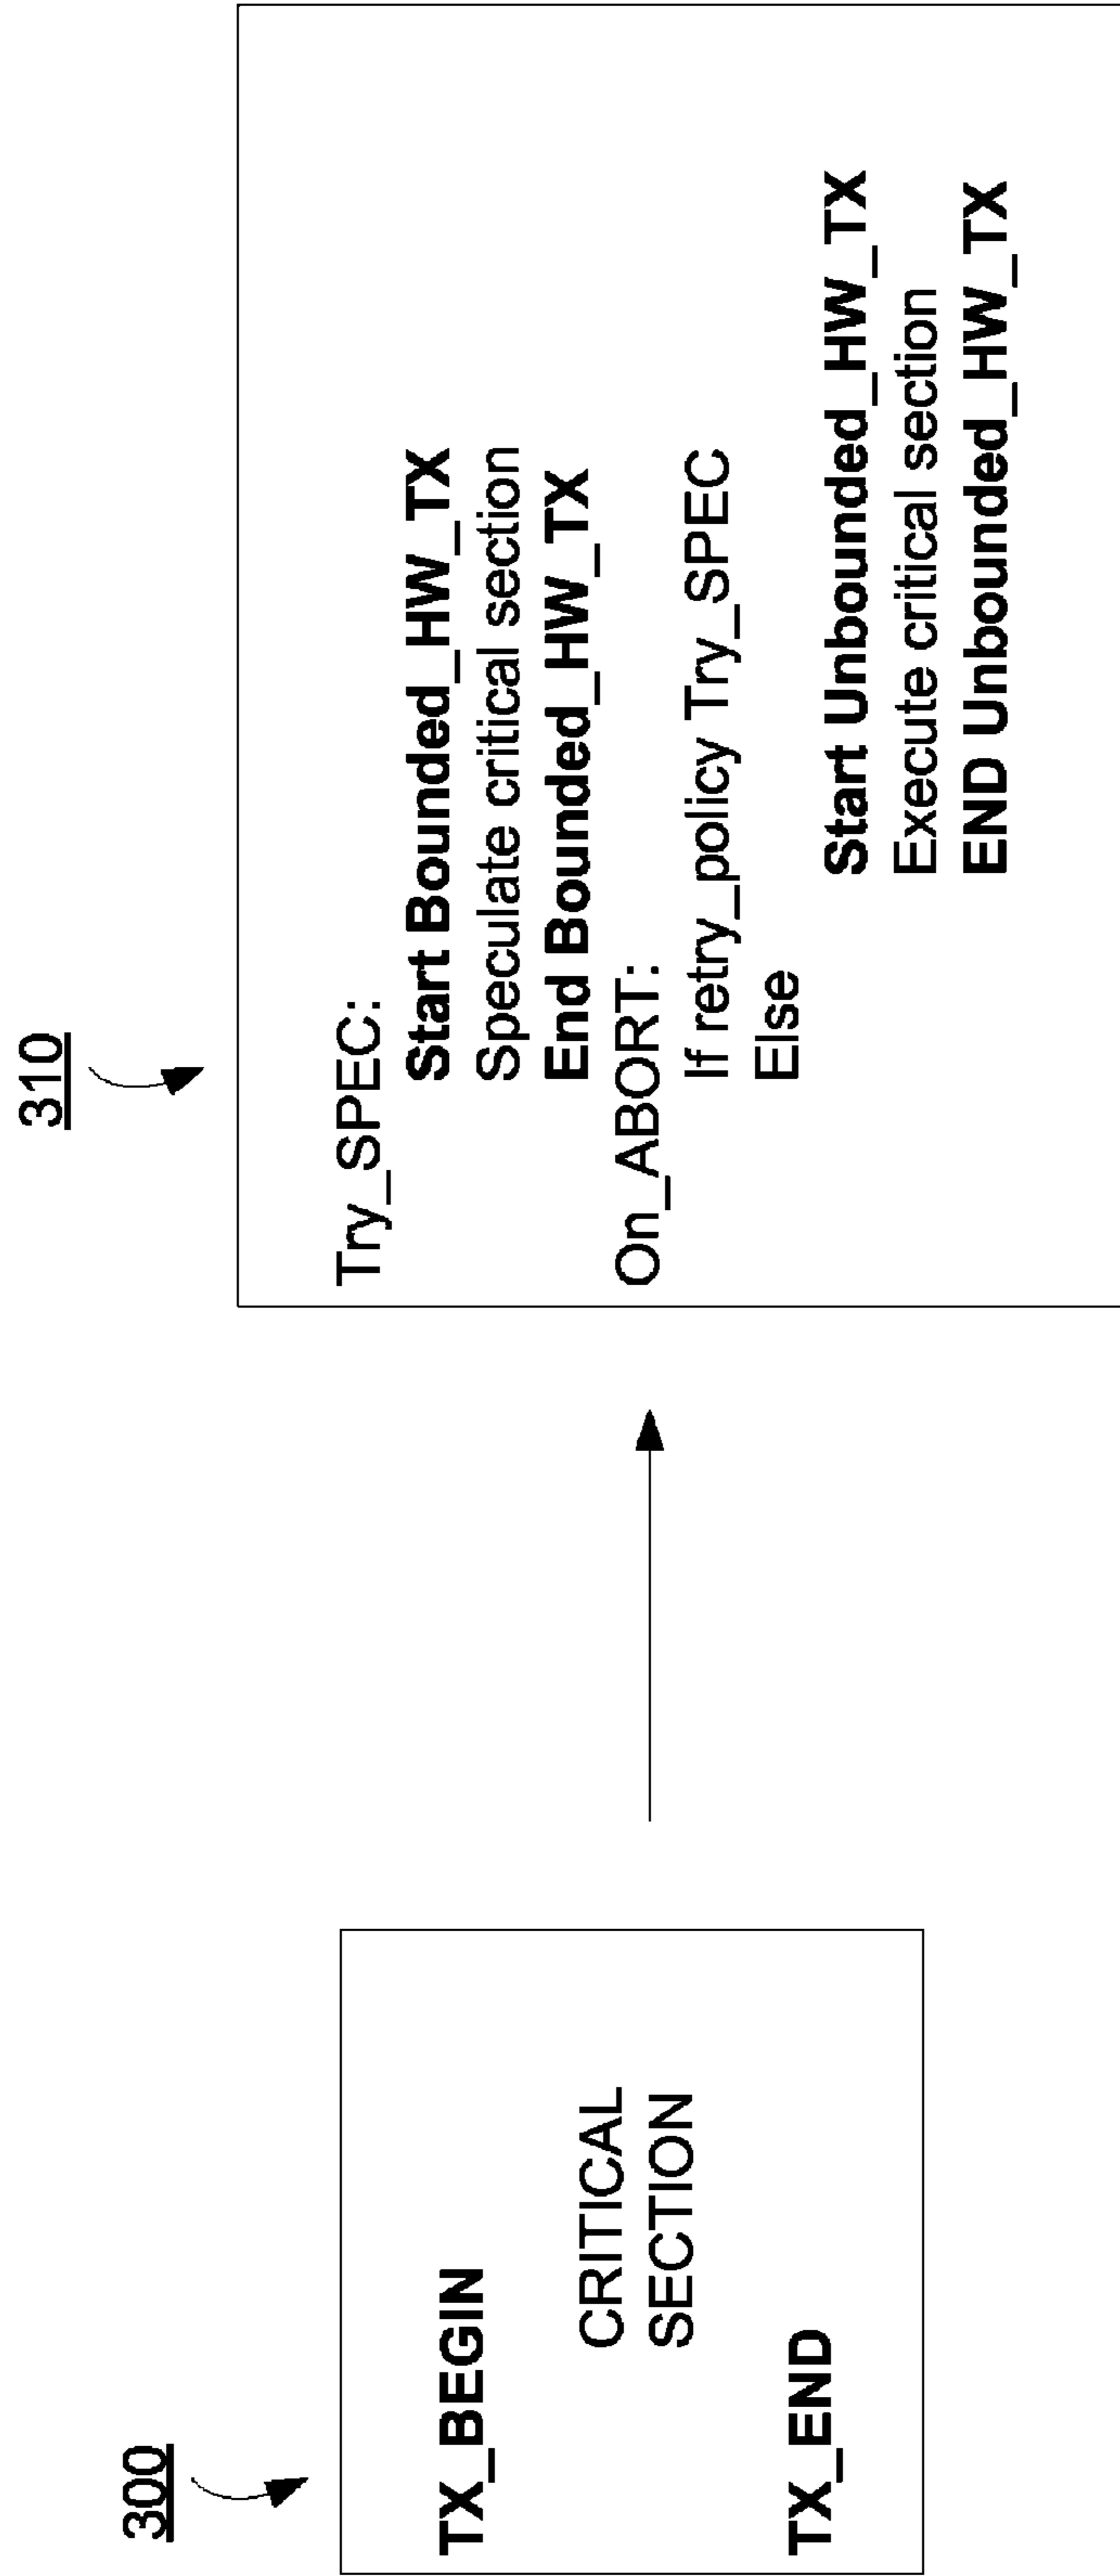 300
TX_BEGIN
CRITICAL
SECTION
TX_END
310
Try_SPEC:
Start Bounded_HW_TX
Speculate critical section
End Bounded_HW_TX
On_ABORT:
If retry_policy Try_SPEC
Else
Start Unbounded_HW_TX
Execute critical section
END Unbounded_HW_TX